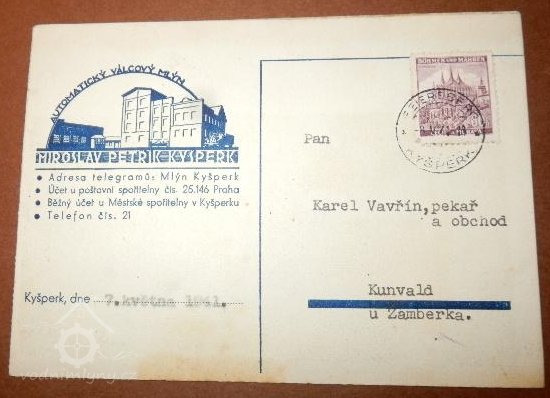 AUTOMATICKÝ VÁLCOVÝ MLÝN
MIROSLAV PETŘÍK KYŠPERK
• Adresa telegramů: Mlýn Kyšperk
• Účet u poštovní spořitelny čís. 25.146 Praha
• Běžný účet u Městské spořitelny v Kyšperku
• Telefon čís. 21
Kyšperk, dne 7. května 1941.
BÖHMEN UND MÄHREN
KYŠPERK
Pan
Karel Vavřín, pekař
a obchod
Kunvald
u Žamberka.
vodnimlyny.cz